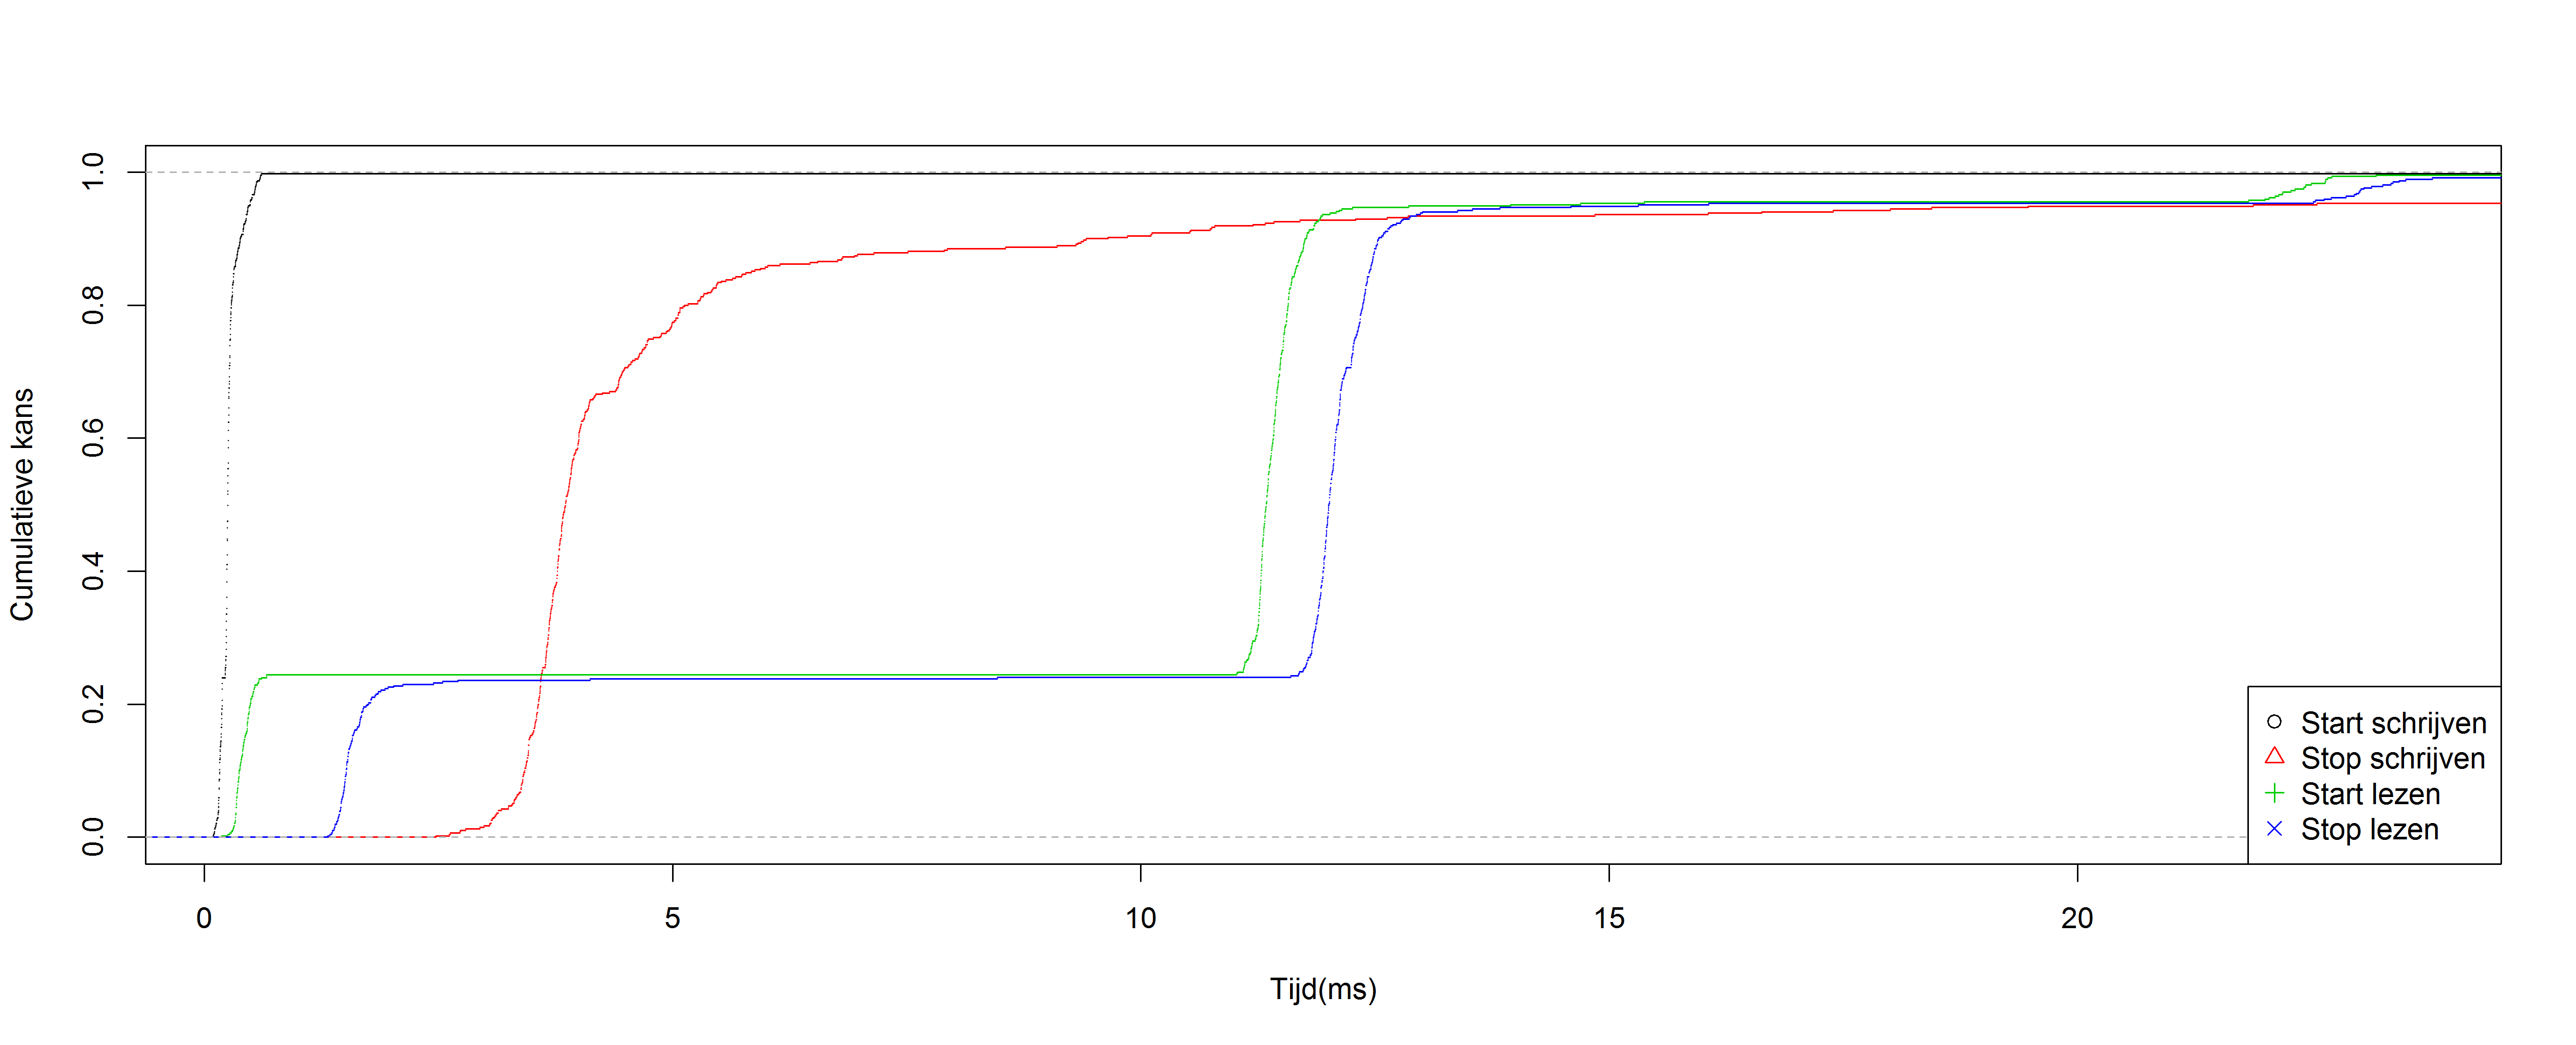 Cumulatieve kans
1.0
0.8
0.6
0.4
0.2
0.0
Start schrijven
Stop schrijven
Start lezen
Stop lezen
0 5 10 15 20
Tijd(ms)